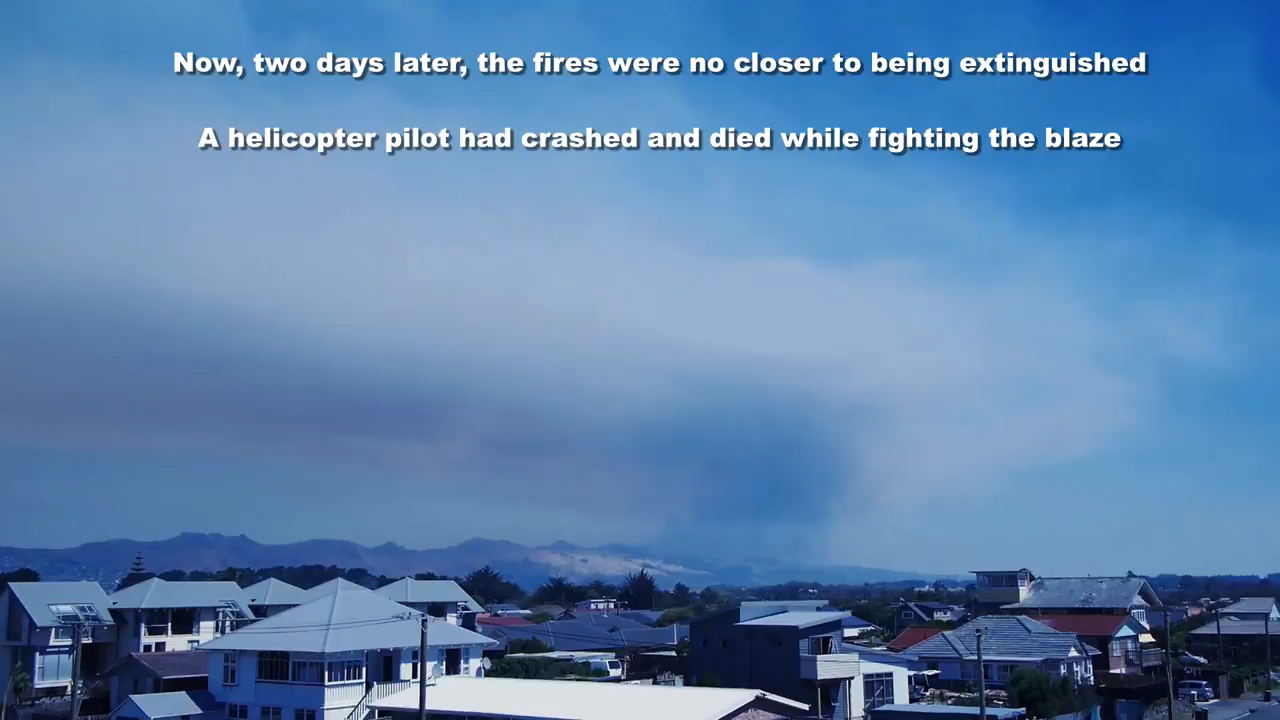 Now, two days later, the fires were no closer to being extinguished
A helicopter pilot had crashed and died while fighting the blaze